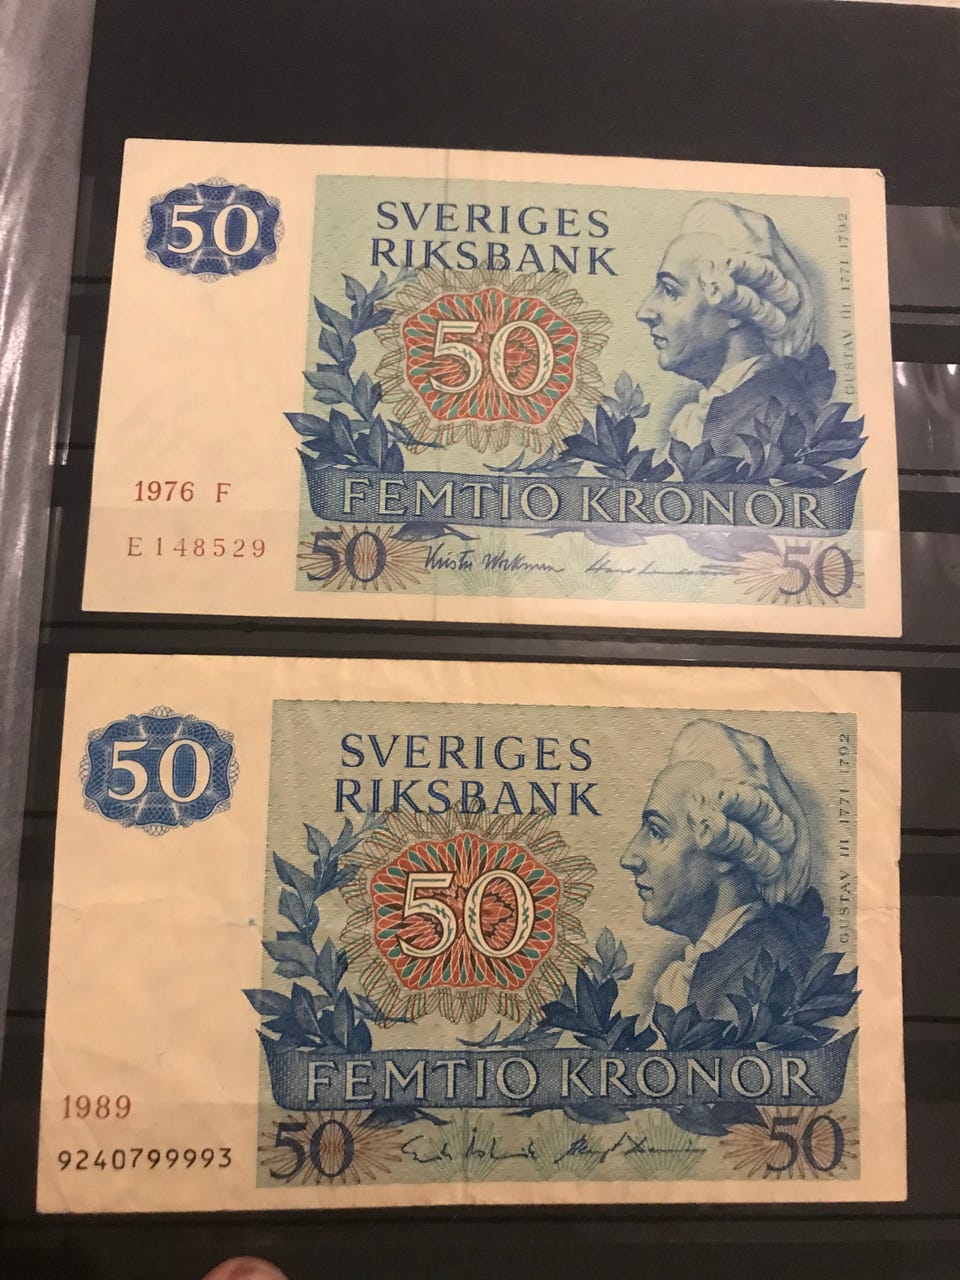 50
SVERIGES
RIKSBANK
50
GUSTAV III 1771-1792
FEMTIO KRONOR
1976 F
E148529
50
50
50
SVERIGES
RIKSBANK
50
GUSTAV III 1771-1792
FEMTIO KRONOR
1989
9240799993
50
50